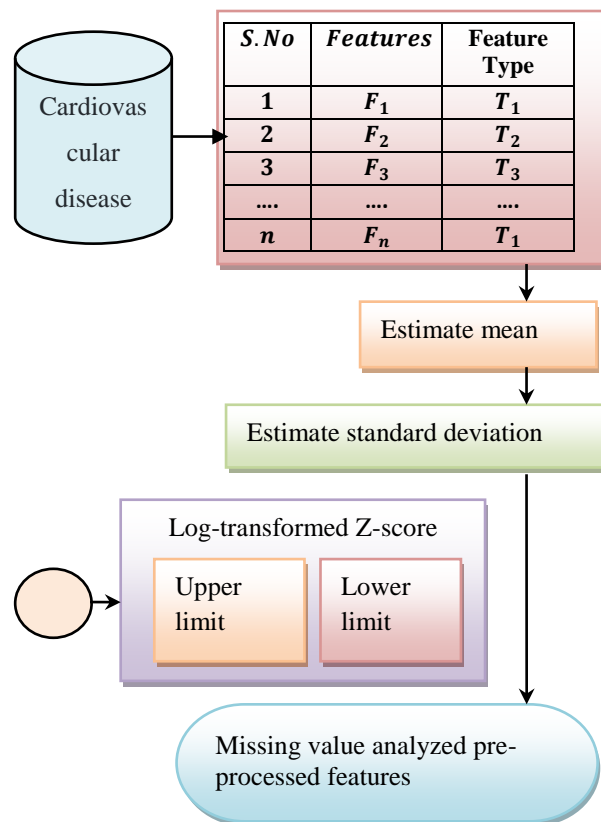 Cardiovas
cular
disease
S.No Features Feature
Type
1 F₁ T₁
2 F₂ T₂
3 F₃ T₃
.... .... ....
n Fₙ T₁
Estimate mean
Estimate standard deviation
Log-transformed Z-score
Upper
limit
Lower
limit
Missing value analyzed pre-
processed features